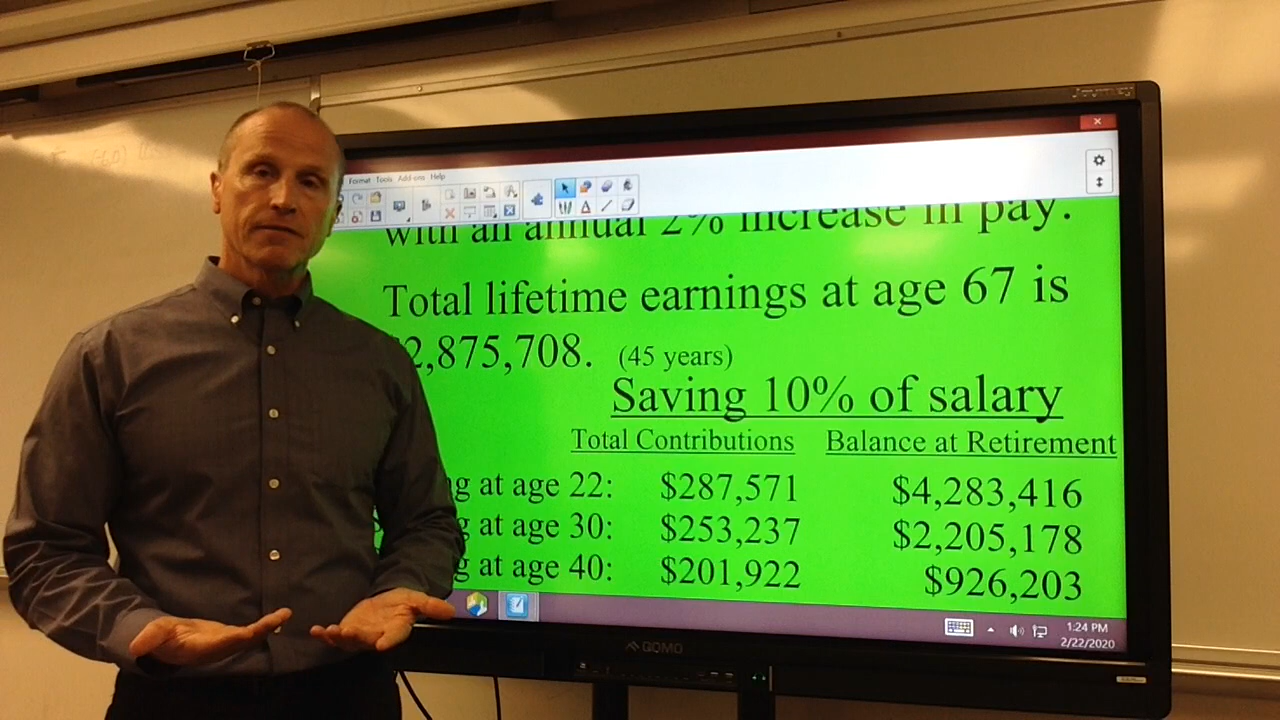 Journey
Format Tools Add-ons Help
with an annual 2% increase in pay.
Total lifetime earnings at age 67 is
2,875,708. (45 years)
Saving 10% of salary
Total Contributions Balance at Retirement
g at age 22: $287,571 $4,283,416
g at age 30: $253,237 $2,205,178
g at age 40: $201,922 $926,203
1:24 PM
2/22/2020
QOMO